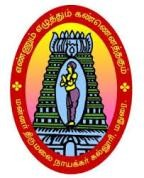 எண்ணும் எழுத்தும் கண்ணெனத்தகும்
மன்னர் திருமலை நாயக்கர் கல்லூரி, மதுரை.